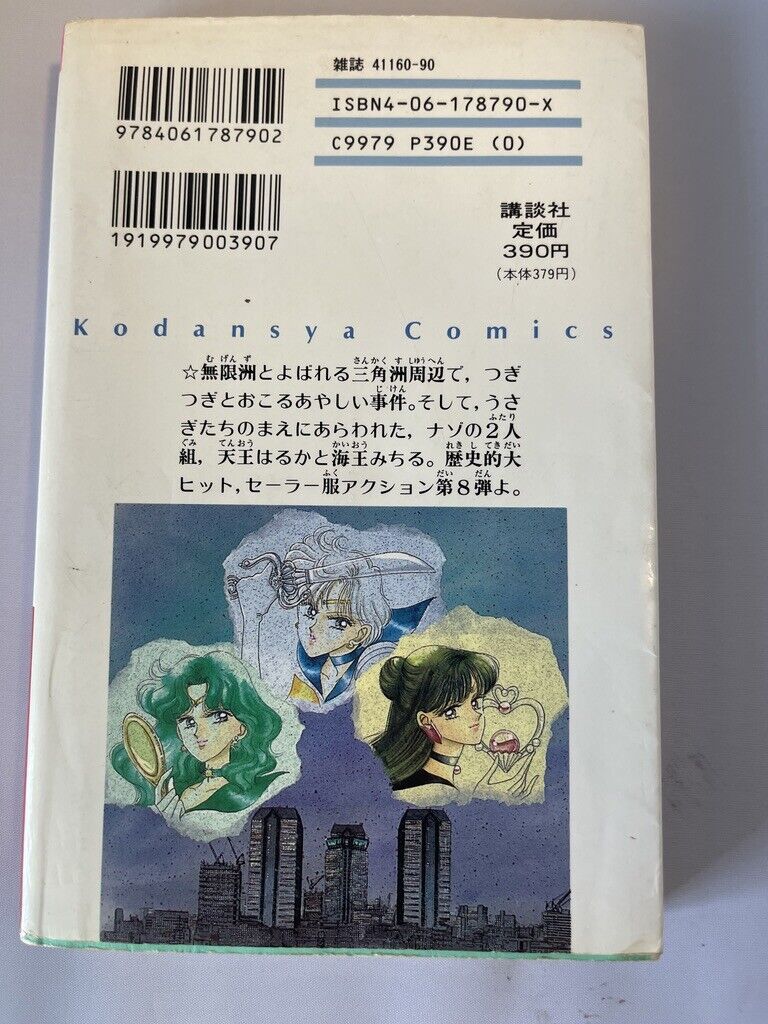 雑誌 41160-90
ISBN4-06-178790-X
C9979 P390E (0)
9784061787902
1919979003907
講談社
定価
390円
(本体379円)
Kodansya Comics
☆無限洲とよばれる三角洲周辺で，つぎ
つぎとおこるあやしい事件。そして，うさ
ぎたちのまえにあらわれた，ナゾの2人
組，天王はるかと海王みちる。歴史的大
ヒット，セーラー服アクション第8弾よ。